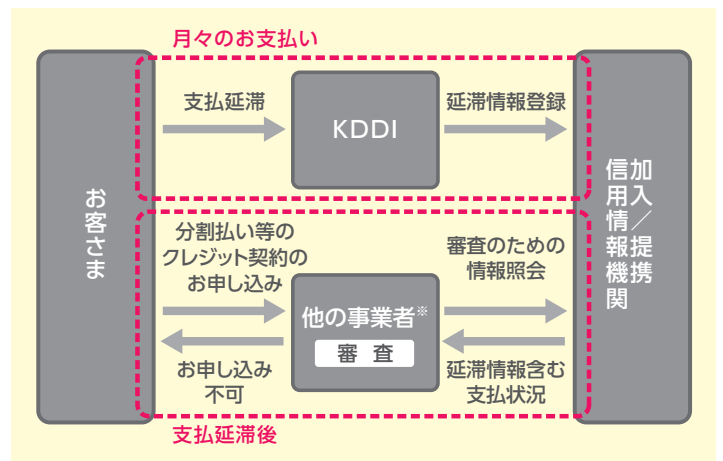 月々のお支払い
お客さま
支払延滞
KDDI
延滞情報登録
加入／提携
信用情報機関
分割払い等の
クレジット契約の
お申し込み
他の事業者※
審 査
審査のための
情報照会
お申し込み
不可
延滞情報含む
支払状況
支払延滞後